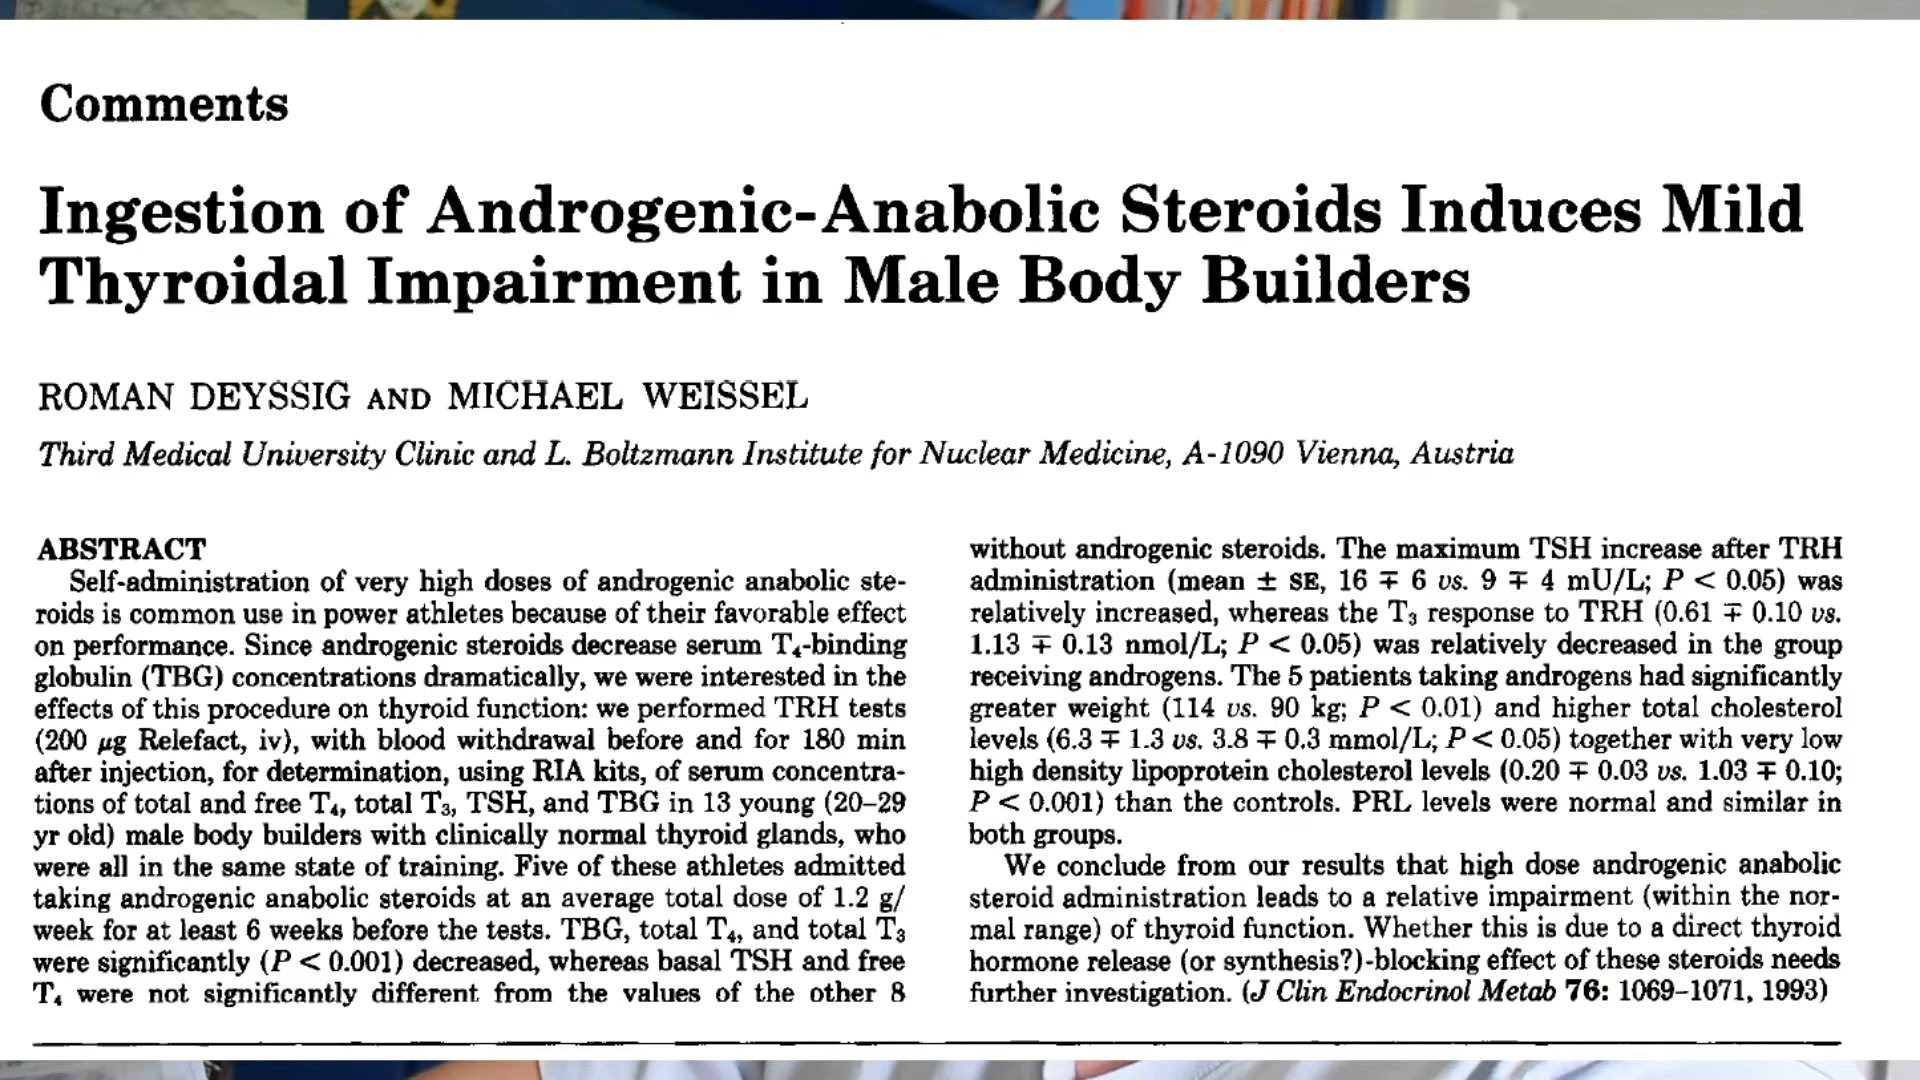 Comments
Ingestion of Androgenic-Anabolic Steroids Induces Mild
Thyroidal Impairment in Male Body Builders
ROMAN DEYSSIG AND MICHAEL WEISSEL
Third Medical University Clinic and L. Boltzmann Institute for Nuclear Medicine, A-1090 Vienna, Austria
ABSTRACT
Self-administration of very high doses of androgenic anabolic ste-
roids is common use in power athletes because of their favorable effect
on performance. Since androgenic steroids decrease serum T₄-binding
globulin (TBG) concentrations dramatically, we were interested in the
effects of this procedure on thyroid function: we performed TRH tests
(200 μg Relefact, iv), with blood withdrawal before and for 180 min
after injection, for determination, using RIA kits, of serum concentra-
tions of total and free T₄, total T₃, TSH, and TBG in 13 young (20–29
yr old) male body builders with clinically normal thyroid glands, who
were all in the same state of training. Five of these athletes admitted
taking androgenic anabolic steroids at an average total dose of 1.2 g/
week for at least 6 weeks before the tests. TBG, total T₄, and total T₃
were significantly (P < 0.001) decreased, whereas basal TSH and free
T₄ were not significantly different from the values of the other 8
without androgenic steroids. The maximum TSH increase after TRH
administration (mean ± SE, 16 ∓ 6 vs. 9 ∓ 4 mU/L; P < 0.05) was
relatively increased, whereas the T₃ response to TRH (0.61 ∓ 0.10 vs.
1.13 ∓ 0.13 nmol/L; P < 0.05) was relatively decreased in the group
receiving androgens. The 5 patients taking androgens had significantly
greater weight (114 vs. 90 kg; P < 0.01) and higher total cholesterol
levels (6.3 ∓ 1.3 vs. 3.8 ∓ 0.3 mmol/L; P < 0.05) together with very low
high density lipoprotein cholesterol levels (0.20 ∓ 0.03 vs. 1.03 ∓ 0.10;
P < 0.001) than the controls. PRL levels were normal and similar in
both groups.
We conclude from our results that high dose androgenic anabolic
steroid administration leads to a relative impairment (within the nor-
mal range) of thyroid function. Whether this is due to a direct thyroid
hormone release (or synthesis?)-blocking effect of these steroids needs
further investigation. (J Clin Endocrinol Metab 76: 1069–1071, 1993)